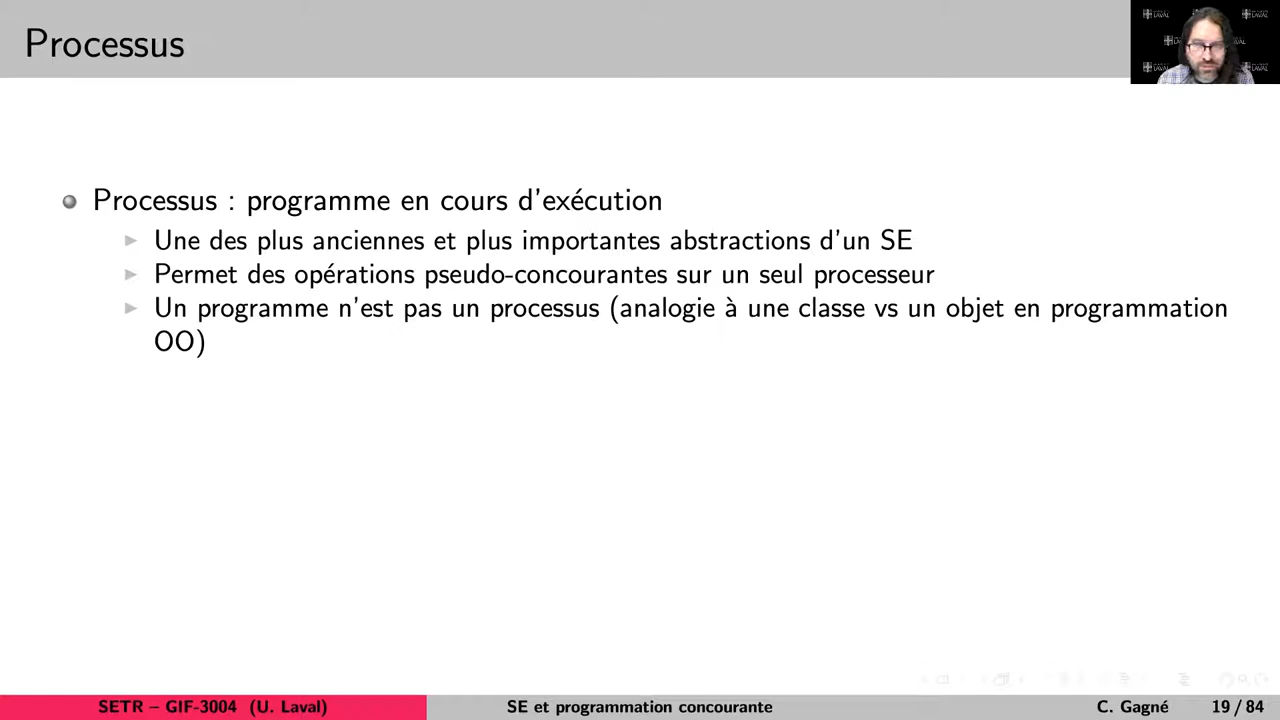 Processus
Processus : programme en cours d'exécution
Une des plus anciennes et plus importantes abstractions d'un SE
Permet des opérations pseudo-concourantes sur un seul processeur
Un programme n'est pas un processus (analogie à une classe vs un objet en programmation
OO)
SETR – GIF-3004 (U. Laval) SE et programmation concourante C. Gagné 19 / 84